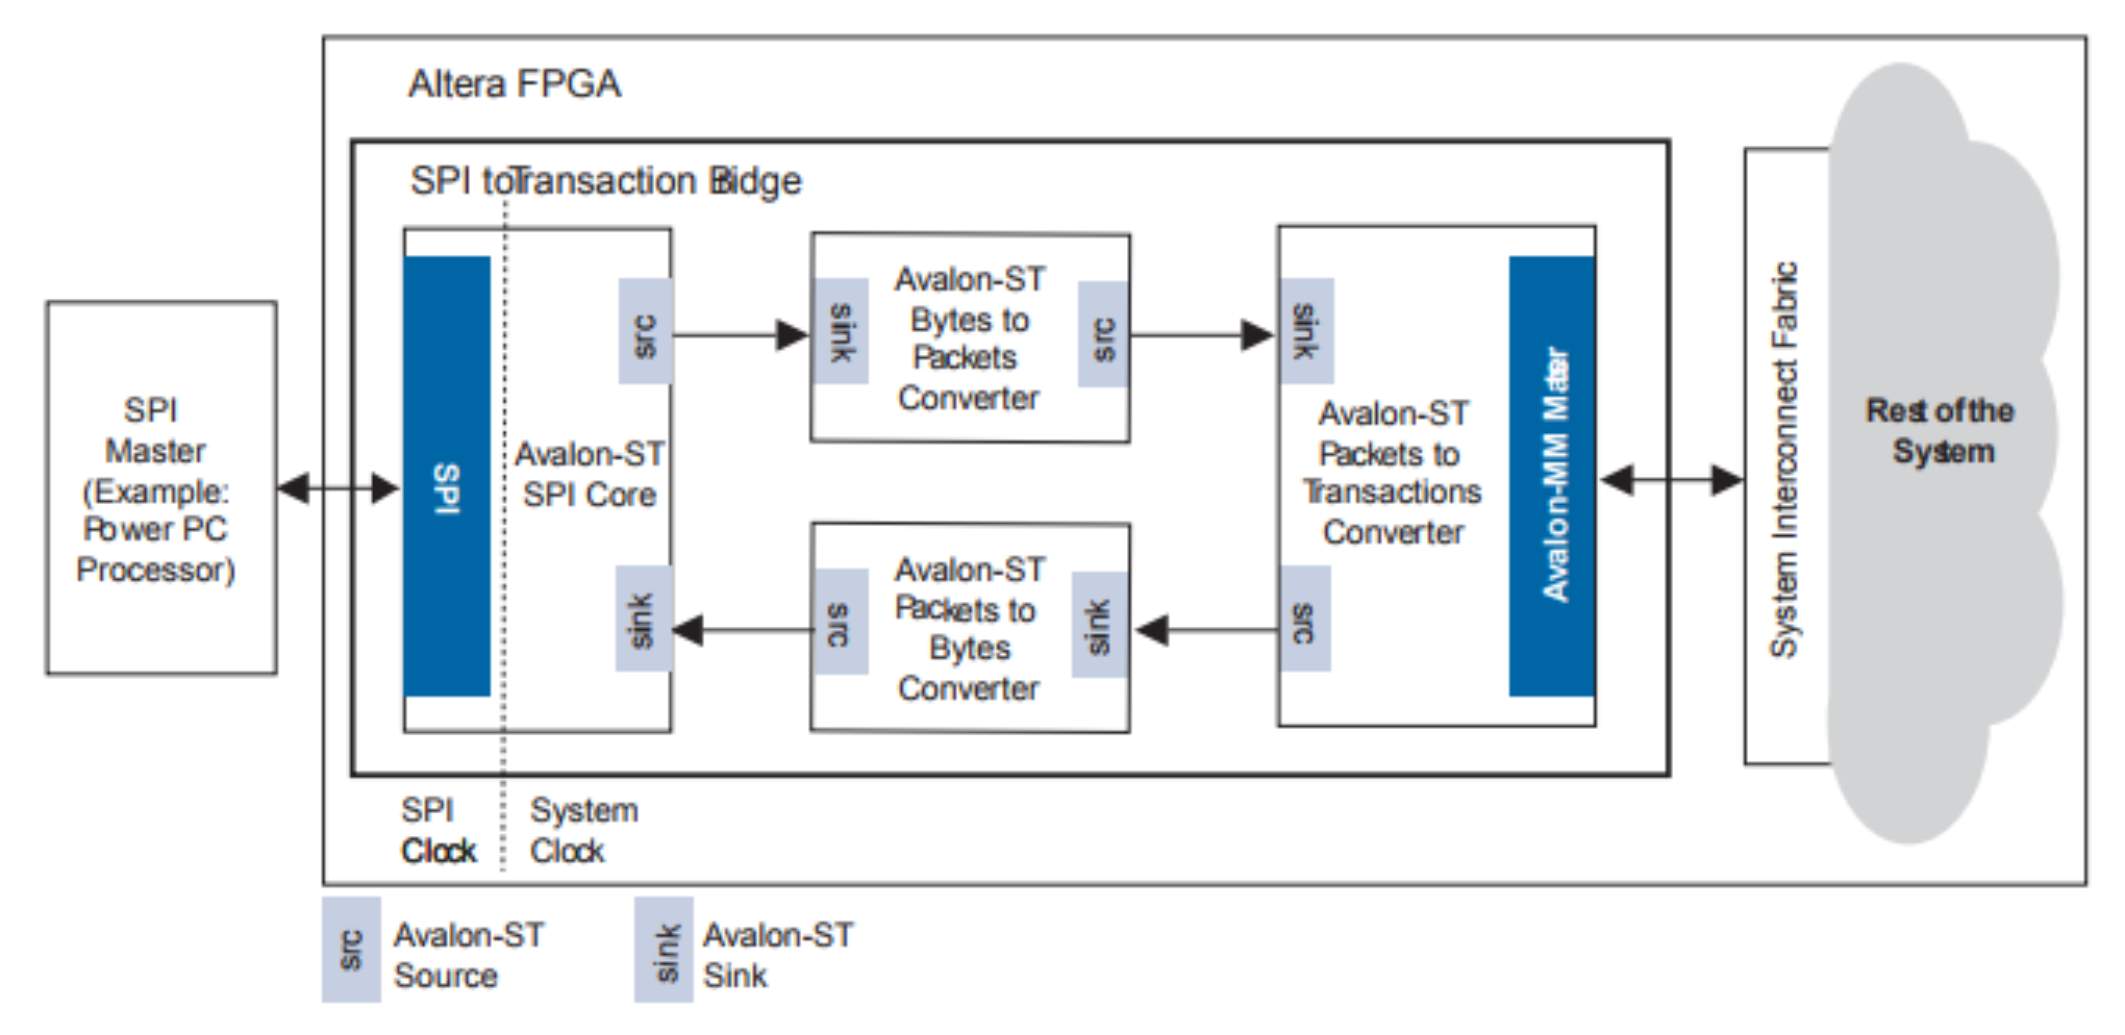 Altera FPGA
SPI to Transaction Bridge
SPI
Master
(Example:
Power PC
Processor)
SPI
Avalon-ST
SPI Core
src
sink
sink
Avalon-ST
Bytes to
Packets
Converter
src
src
Avalon-ST
Packets to
Bytes
Converter
sink
sink
Avalon-ST
Packets to
Transactions
Converter
src
Avalon-MM Master
System Interconnect Fabric
Rest of the
System
SPI
Clock
System
Clock
src
Avalon-ST
Source
sink
Avalon-ST
Sink